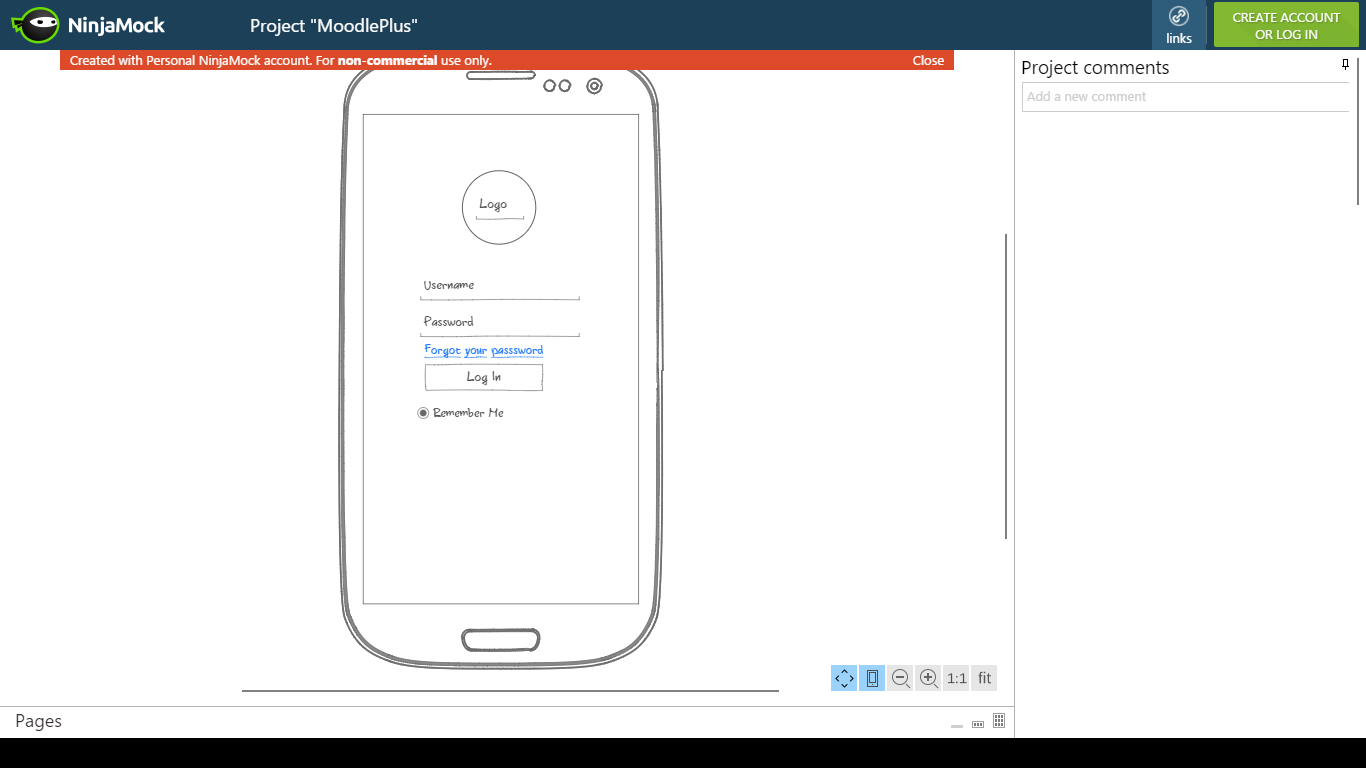 NinjaMock
Project "MoodlePlus"
links
CREATE ACCOUNT
OR LOG IN
Created with Personal NinjaMock account. For non-commercial use only.
Close
Project comments
Add a new comment
Logo
Username
Password
Forgot your passsword
Log In
Remember Me
1:1
fit
Pages